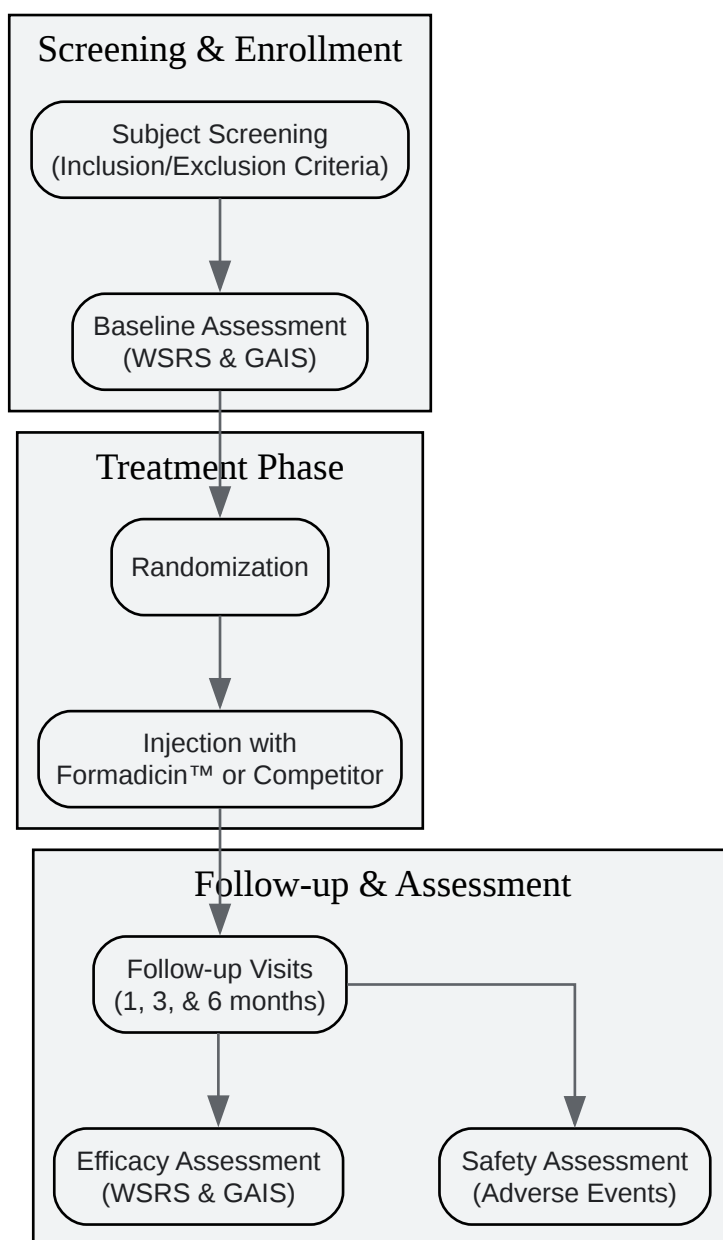 Screening & Enrollment
Subject Screening
(Inclusion/Exclusion Criteria)
Baseline Assessment
(WSRS & GAIS)
Treatment Phase
Randomization
Injection with
Formadicin™ or Competitor
Follow-up & Assessment
Follow-up Visits
(1, 3, & 6 months)
Efficacy Assessment
(WSRS & GAIS)
Safety Assessment
(Adverse Events)